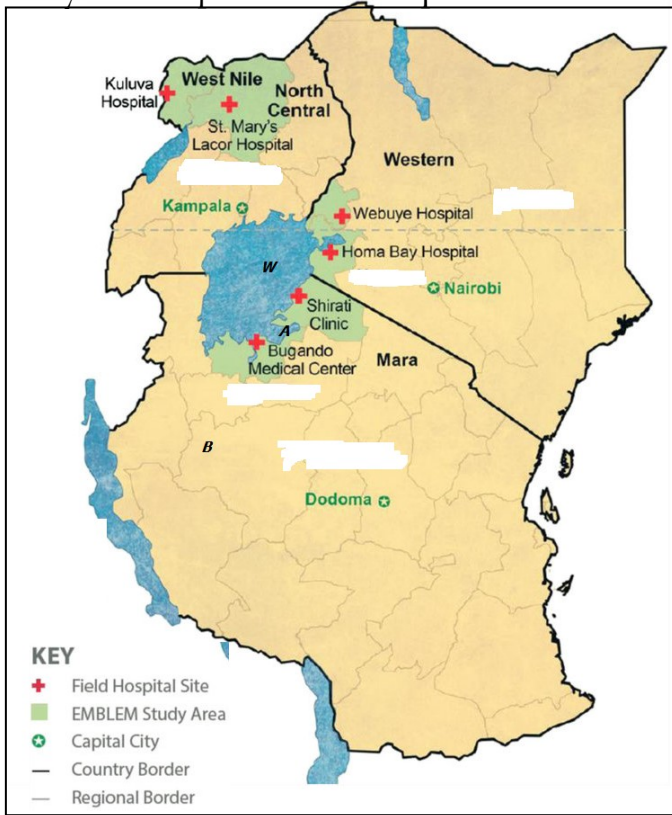 Kuluva
Hospital
West Nile
North
Central
St. Mary's
Lacor Hospital
Western
Kampala
Webuye Hospital
Homa Bay Hospital
W
Nairobi
Shirati
Clinic
A
Bugando
Medical Center
Mara
B
Dodoma
KEY
Field Hospital Site
EMBLEM Study Area
Capital City
Country Border
Regional Border